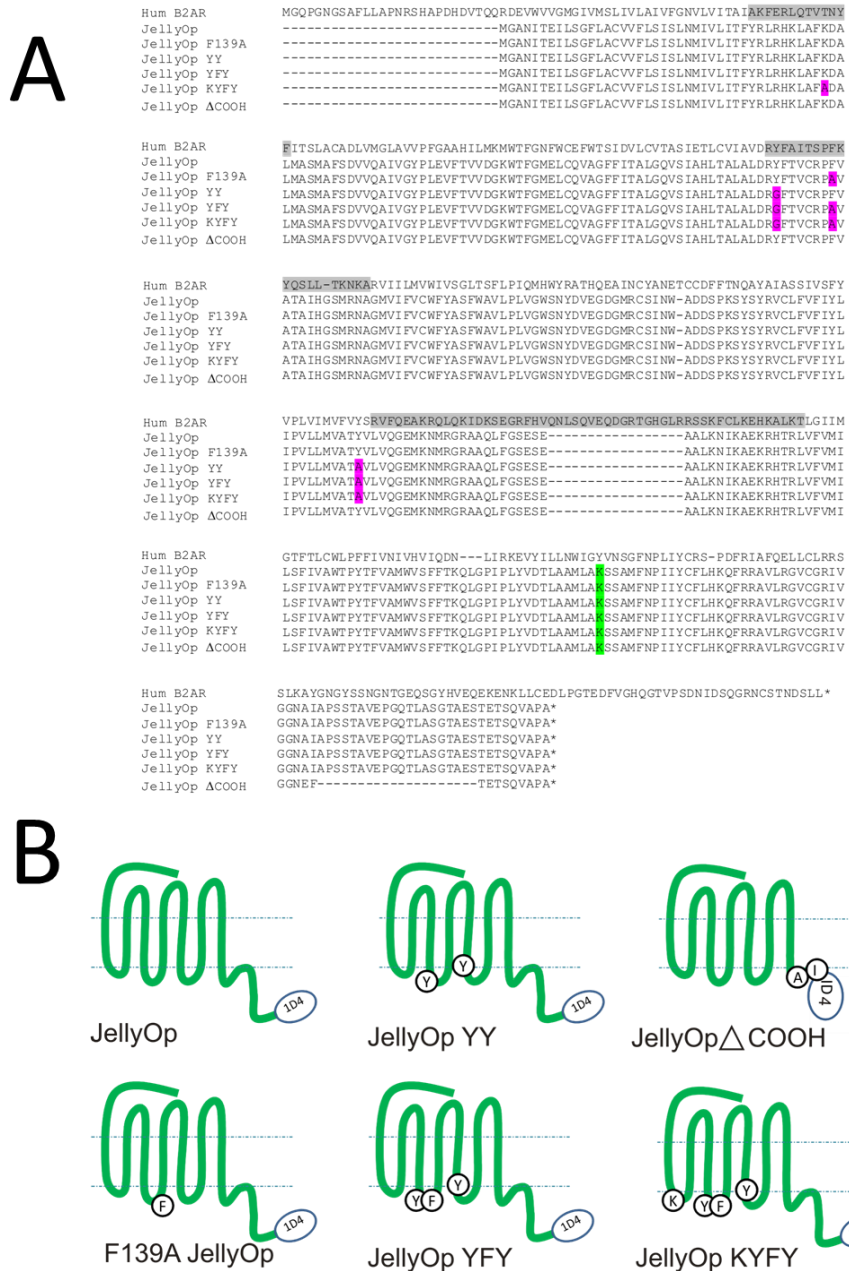 A
Hum B2AR MGQPGNGSAFLLAPNRSHAPDHDVTQQRDEVWVVGMGIVMSLIVLAIVFGNVLVITAIAKFERLQTVTNY
JellyOp ---------------------------MGANITEILSGFLACVVFLSISLNMIVLITFYRLRHKLAFKDA
JellyOp F139A ---------------------------MGANITEILSGFLACVVFLSISLNMIVLITFYRLRHKLAFKDA
JellyOp YY ---------------------------MGANITEILSGFLACVVFLSISLNMIVLITFYRLRHKLAFKDA
JellyOp YFY ---------------------------MGANITEILSGFLACVVFLSISLNMIVLITFYRLRHKLAFKDA
JellyOp KYFY ---------------------------MGANITEILSGFLACVVFLSISLNMIVLITFYRLRHKLAFADA
JellyOp ΔCOOH ---------------------------MGANITEILSGFLACVVFLSISLNMIVLITFYRLRHKLAFKDA
Hum B2AR FITSLACADLVMGLAVVPFGAAHILMKMWTFGNFWCEFWTSIDVLCVTASIETLCVIAVDRYFAITSPFK
JellyOp LMASMAFSDVVQAIVGYPLEVFTVVDGKWTFGMELCQVAGFFITALGQVSIAHLTALALDRYFTVCRPFV
JellyOp F139A LMASMAFSDVVQAIVGYPLEVFTVVDGKWTFGMELCQVAGFFITALGQVSIAHLTALALDRYFTVCRPAV
JellyOp YY LMASMAFSDVVQAIVGYPLEVFTVVDGKWTFGMELCQVAGFFITALGQVSIAHLTALALDRGFTVCRPFV
JellyOp YFY LMASMAFSDVVQAIVGYPLEVFTVVDGKWTFGMELCQVAGFFITALGQVSIAHLTALALDRGFTVCRPAV
JellyOp KYFY LMASMAFSDVVQAIVGYPLEVFTVVDGKWTFGMELCQVAGFFITALGQVSIAHLTALALDRGFTVCRPAV
JellyOp ΔCOOH LMASMAFSDVVQAIVGYPLEVFTVVDGKWTFGMELCQVAGFFITALGQVSIAHLTALALDRYFTVCRPFV
Hum B2AR YQSLL-TKNKARVIILMVWIVSGLTSFLPIQMHWYRATHQEAINCYANETCCDFFTNQAYAIASSIVSFY
JellyOp ATAIHGSMRNAGMVIFVCWFYASFWAVLPLVGWSNYDVEGDGMRCSINW-ADDSPKSYSYRVCLFVFIYL
JellyOp F139A ATAIHGSMRNAGMVIFVCWFYASFWAVLPLVGWSNYDVEGDGMRCSINW-ADDSPKSYSYRVCLFVFIYL
JellyOp YY ATAIHGSMRNAGMVIFVCWFYASFWAVLPLVGWSNYDVEGDGMRCSINW-ADDSPKSYSYRVCLFVFIYL
JellyOp YFY ATAIHGSMRNAGMVIFVCWFYASFWAVLPLVGWSNYDVEGDGMRCSINW-ADDSPKSYSYRVCLFVFIYL
JellyOp KYFY ATAIHGSMRNAGMVIFVCWFYASFWAVLPLVGWSNYDVEGDGMRCSINW-ADDSPKSYSYRVCLFVFIYL
JellyOp ΔCOOH ATAIHGSMRNAGMVIFVCWFYASFWAVLPLVGWSNYDVEGDGMRCSINW-ADDSPKSYSYRVCLFVFIYL
Hum B2AR VPLVIMVFVYSRVFQEAKRQLQKIDKSEGRFHVQNLSQVEQDGRTGHGLRRSSKFCLKEHKALKTLGIIM
JellyOp IPVLLMVATYVLVQGEMKNMRGRAAQLFGSESE-----------------AALKNIKAEKRHTRLVFVMI
JellyOp F139A IPVLLMVATYVLVQGEMKNMRGRAAQLFGSESE-----------------AALKNIKAEKRHTRLVFVMI
JellyOp YY IPVLLMVATAVLVQGEMKNMRGRAAQLFGSESE-----------------AALKNIKAEKRHTRLVFVMI
JellyOp YFY IPVLLMVATAVLVQGEMKNMRGRAAQLFGSESE-----------------AALKNIKAEKRHTRLVFVMI
JellyOp KYFY IPVLLMVATAVLVQGEMKNMRGRAAQLFGSESE-----------------AALKNIKAEKRHTRLVFVMI
JellyOp ΔCOOH IPVLLMVATYVLVQGEMKNMRGRAAQLFGSESE-----------------AALKNIKAEKRHTRLVFVMI
Hum B2AR GTFTLCWLPFFIVNIVHVIQDN---LIRKEVYILLNWIGYVNSGFNPLIYCRS-PDFRIAFQELLCLRRS
JellyOp LSFIVAWTPYTFVAMWVSFFTKQLGPIPLYVDTLAAMLAKSSAMFNPIIYCFLHKQFRRAVLRGVCGRIV
JellyOp F139A LSFIVAWTPYTFVAMWVSFFTKQLGPIPLYVDTLAAMLAKSSAMFNPIIYCFLHKQFRRAVLRGVCGRIV
JellyOp YY LSFIVAWTPYTFVAMWVSFFTKQLGPIPLYVDTLAAMLAKSSAMFNPIIYCFLHKQFRRAVLRGVCGRIV
JellyOp YFY LSFIVAWTPYTFVAMWVSFFTKQLGPIPLYVDTLAAMLAKSSAMFNPIIYCFLHKQFRRAVLRGVCGRIV
JellyOp KYFY LSFIVAWTPYTFVAMWVSFFTKQLGPIPLYVDTLAAMLAKSSAMFNPIIYCFLHKQFRRAVLRGVCGRIV
JellyOp ΔCOOH LSFIVAWTPYTFVAMWVSFFTKQLGPIPLYVDTLAAMLAKSSAMFNPIIYCFLHKQFRRAVLRGVCGRIV
Hum B2AR SLKAYGNGYSSNGNTGEQSGYHVEQEKENKLLCEDLPGTEDFVGHQGTVPSDNIDSQGRNCSTNDSLL*
JellyOp GGNAIAPSSTAVEPGQTLASGTAESTETSQVAPA*
JellyOp F139A GGNAIAPSSTAVEPGQTLASGTAESTETSQVAPA*
JellyOp YY GGNAIAPSSTAVEPGQTLASGTAESTETSQVAPA*
JellyOp YFY GGNAIAPSSTAVEPGQTLASGTAESTETSQVAPA*
JellyOp KYFY GGNAIAPSSTAVEPGQTLASGTAESTETSQVAPA*
JellyOp ΔCOOH GGNEF--------------------TETSQVAPA*
B
1D4
JellyOp
Y Y 1D4
JellyOp YY
A I 1D4
JellyOp△COOH
F 1D4
F139A JellyOp
Y F Y 1D4
JellyOp YFY
K Y F Y
JellyOp KYFY